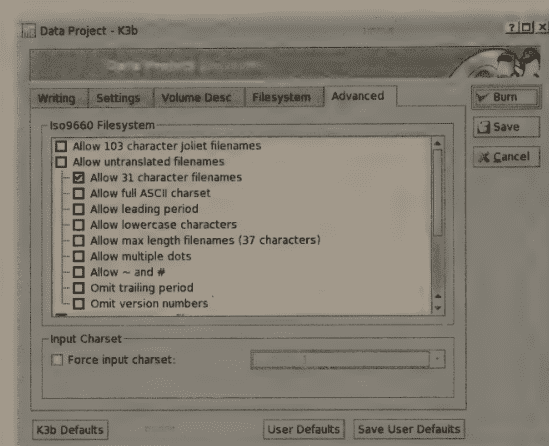 Data Project - K3b
Writing Settings Volume Desc Filesystem Advanced
Burn
Save
Cancel
Iso9660 Filesystem
Allow 103 character Joliet filenames
Allow untranslated filenames
Allow 31 character filenames
Allow full ASCII charset
Allow leading period
Allow lowercase characters
Allow max length filenames (37 characters)
Allow multiple dots
Allow ~ and #
Omit trailing period
Omit version numbers
Input Charset
Force input charset:
K3b Defaults User Defaults Save User Defaults